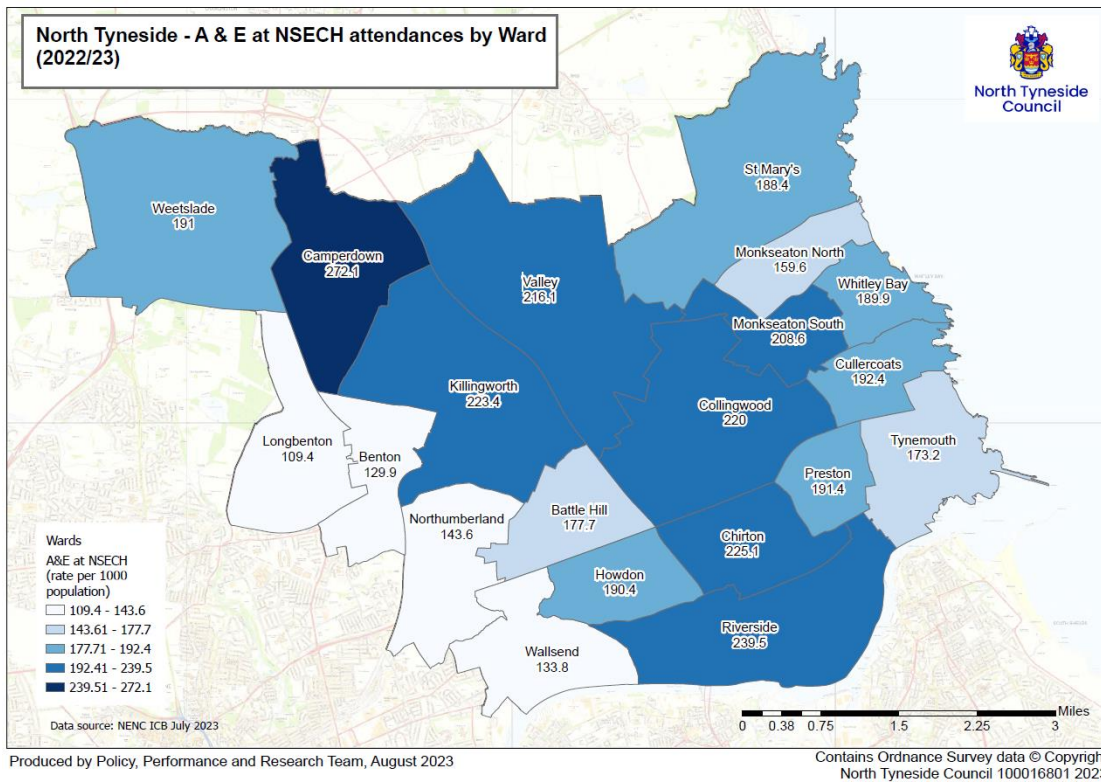 North Tyneside - A & E at NSECH attendances by Ward
(2022/23)
North Tyneside
Council
St Mary's
188.4
Weetslade
191
Monkseaton North
159.6
Camperdown
272.1
Valley
216.1
Whitley Bay
189.9
Monkseaton South
208.6
Cullercoats
192.4
Killingworth
223.4
Collingwood
220
Longbenton
109.4
Benton
129.9
Tynemouth
173.2
Preston
191.4
Northumberland
143.6
Battle Hill
177.7
Chirton
225.1
Howdon
190.4
Riverside
239.5
Wallsend
133.8
Wards
A&E at NSECH
(rate per 1000
population)
109.4 - 143.6
143.61 - 177.7
177.71 - 192.4
192.41 - 239.5
239.51 - 272.1
Data source: NENC ICB July 2023
Miles
0 0.38 0.75 1.5 2.25 3
Produced by Policy, Performance and Research Team, August 2023
Contains Ordnance Survey data © Copyright
North Tyneside Council 100016801